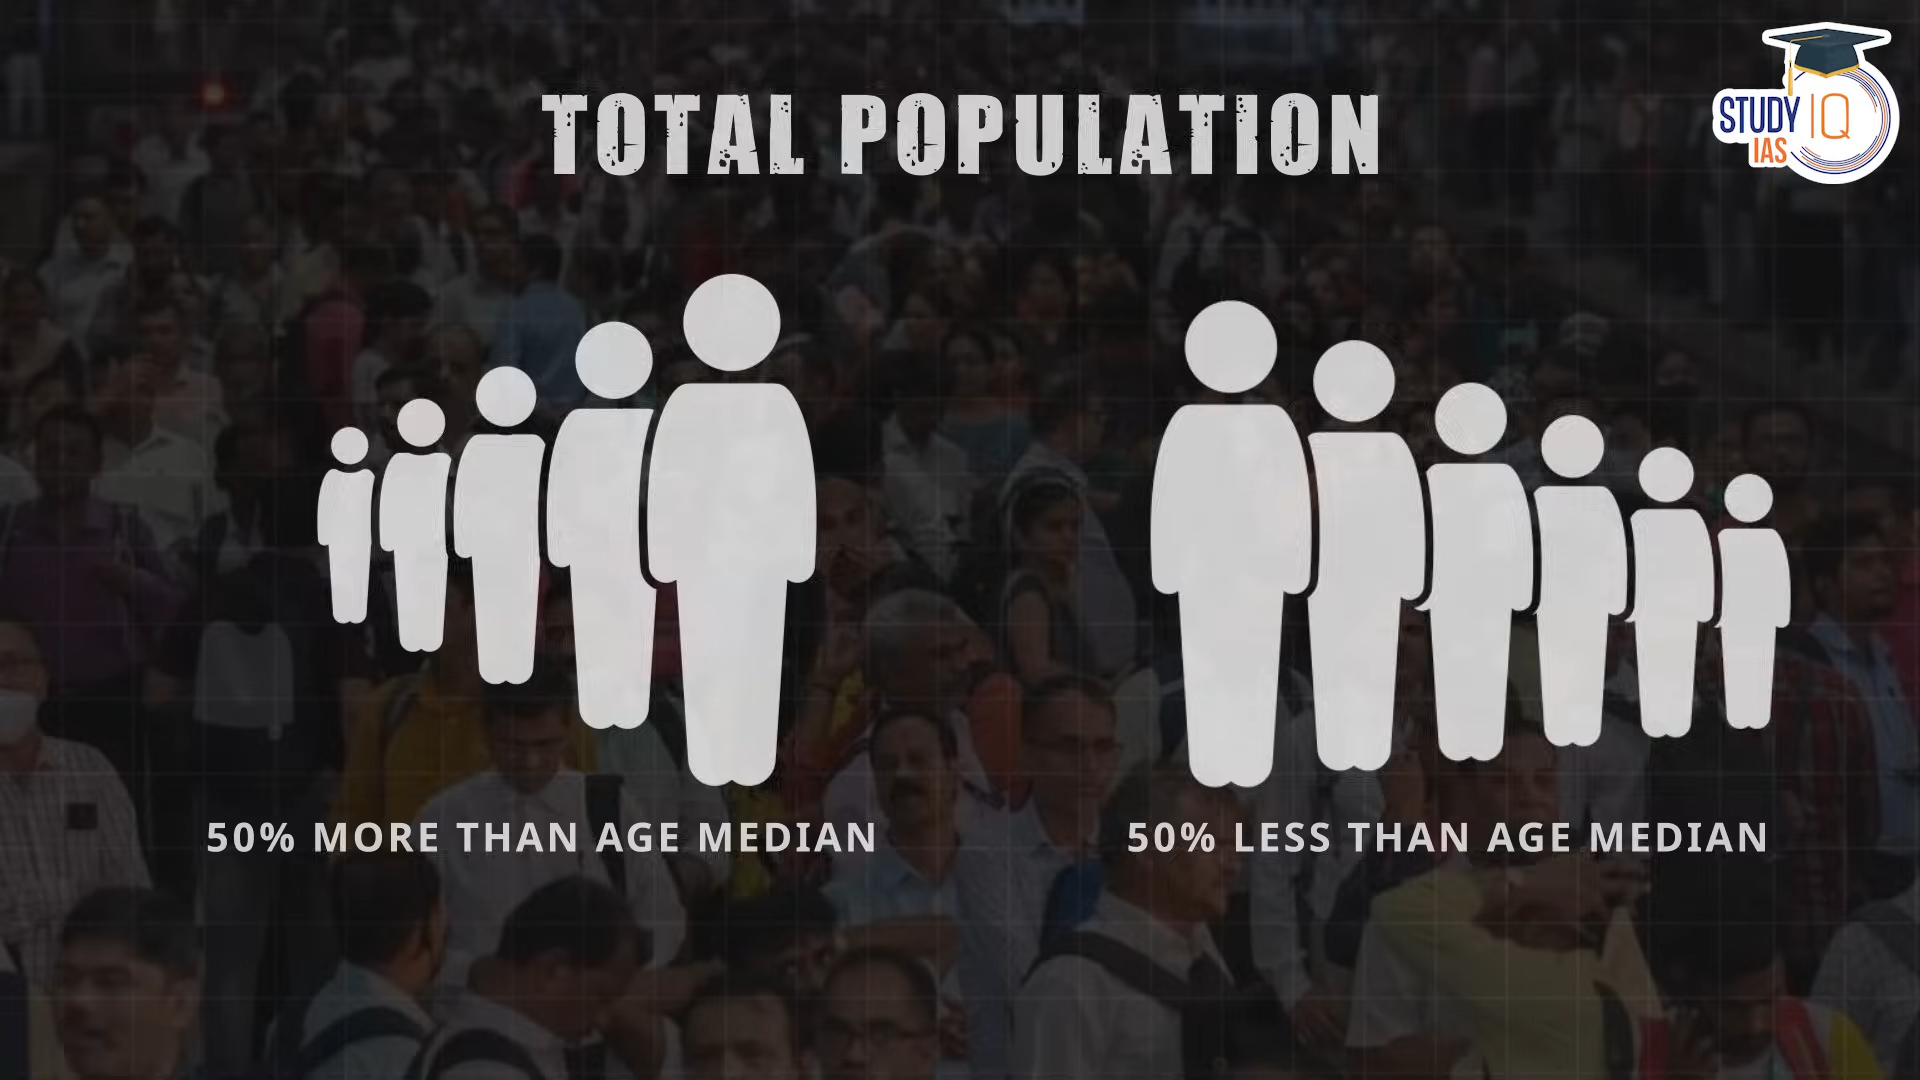 TOTAL POPULATION
STUDY IQ
IAS
50% MORE THAN AGE MEDIAN
50% LESS THAN AGE MEDIAN